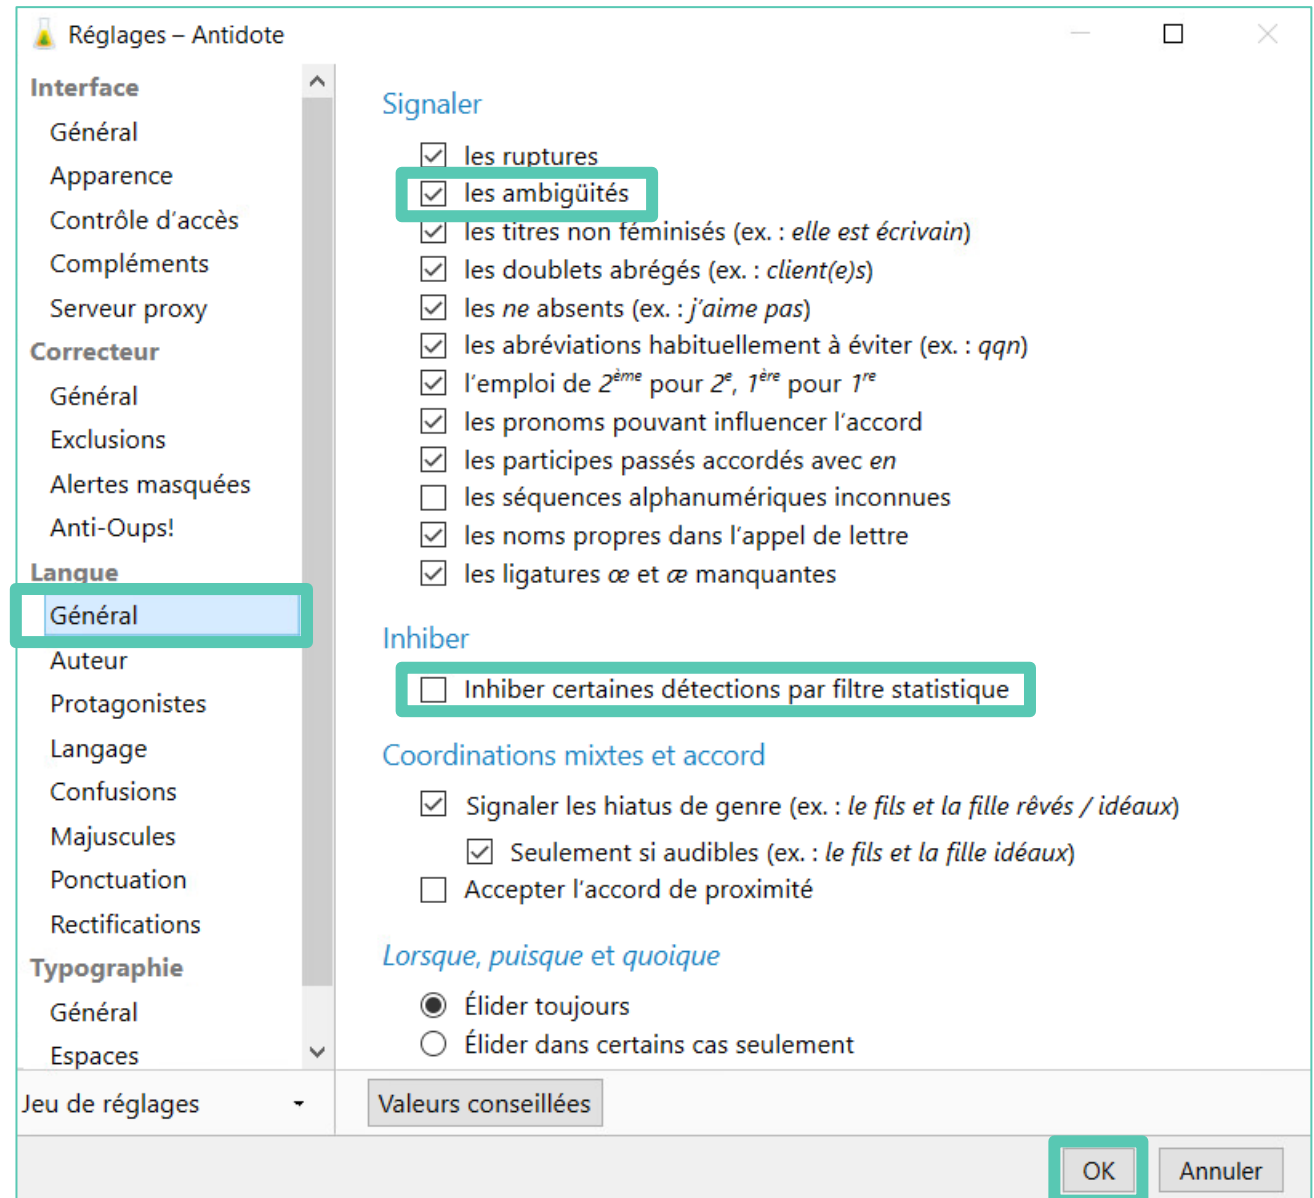 Réglages – Antidote
Interface
Général
Apparence
Contrôle d'accès
Compléments
Serveur proxy
Correcteur
Général
Exclusions
Alertes masquées
Anti-Oups!
Langue
Général
Auteur
Protagonistes
Langage
Confusions
Majuscules
Ponctuation
Rectifications
Typographie
Général
Espaces
Jeu de réglages
Signaler
les ruptures
les ambigüités
les titres non féminisés (ex. : elle est écrivain)
les doublets abrégés (ex. : client(e)s)
les ne absents (ex. : j'aime pas)
les abréviations habituellement à éviter (ex. : qqn)
l'emploi de 2ème pour 2e, 1ère pour 1re
les pronoms pouvant influencer l'accord
les participes passés accordés avec en
les séquences alphanumériques inconnues
les noms propres dans l'appel de lettre
les ligatures œ et æ manquantes
Inhiber
Inhiber certaines détections par filtre statistique
Coordinations mixtes et accord
Signaler les hiatus de genre (ex. : le fils et la fille rêvés / idéaux)
Seulement si audibles (ex. : le fils et la fille idéaux)
Accepter l'accord de proximité
Lorsque, puisque et quoique
Élider toujours
Élider dans certains cas seulement
Valeurs conseillées
OK
Annuler